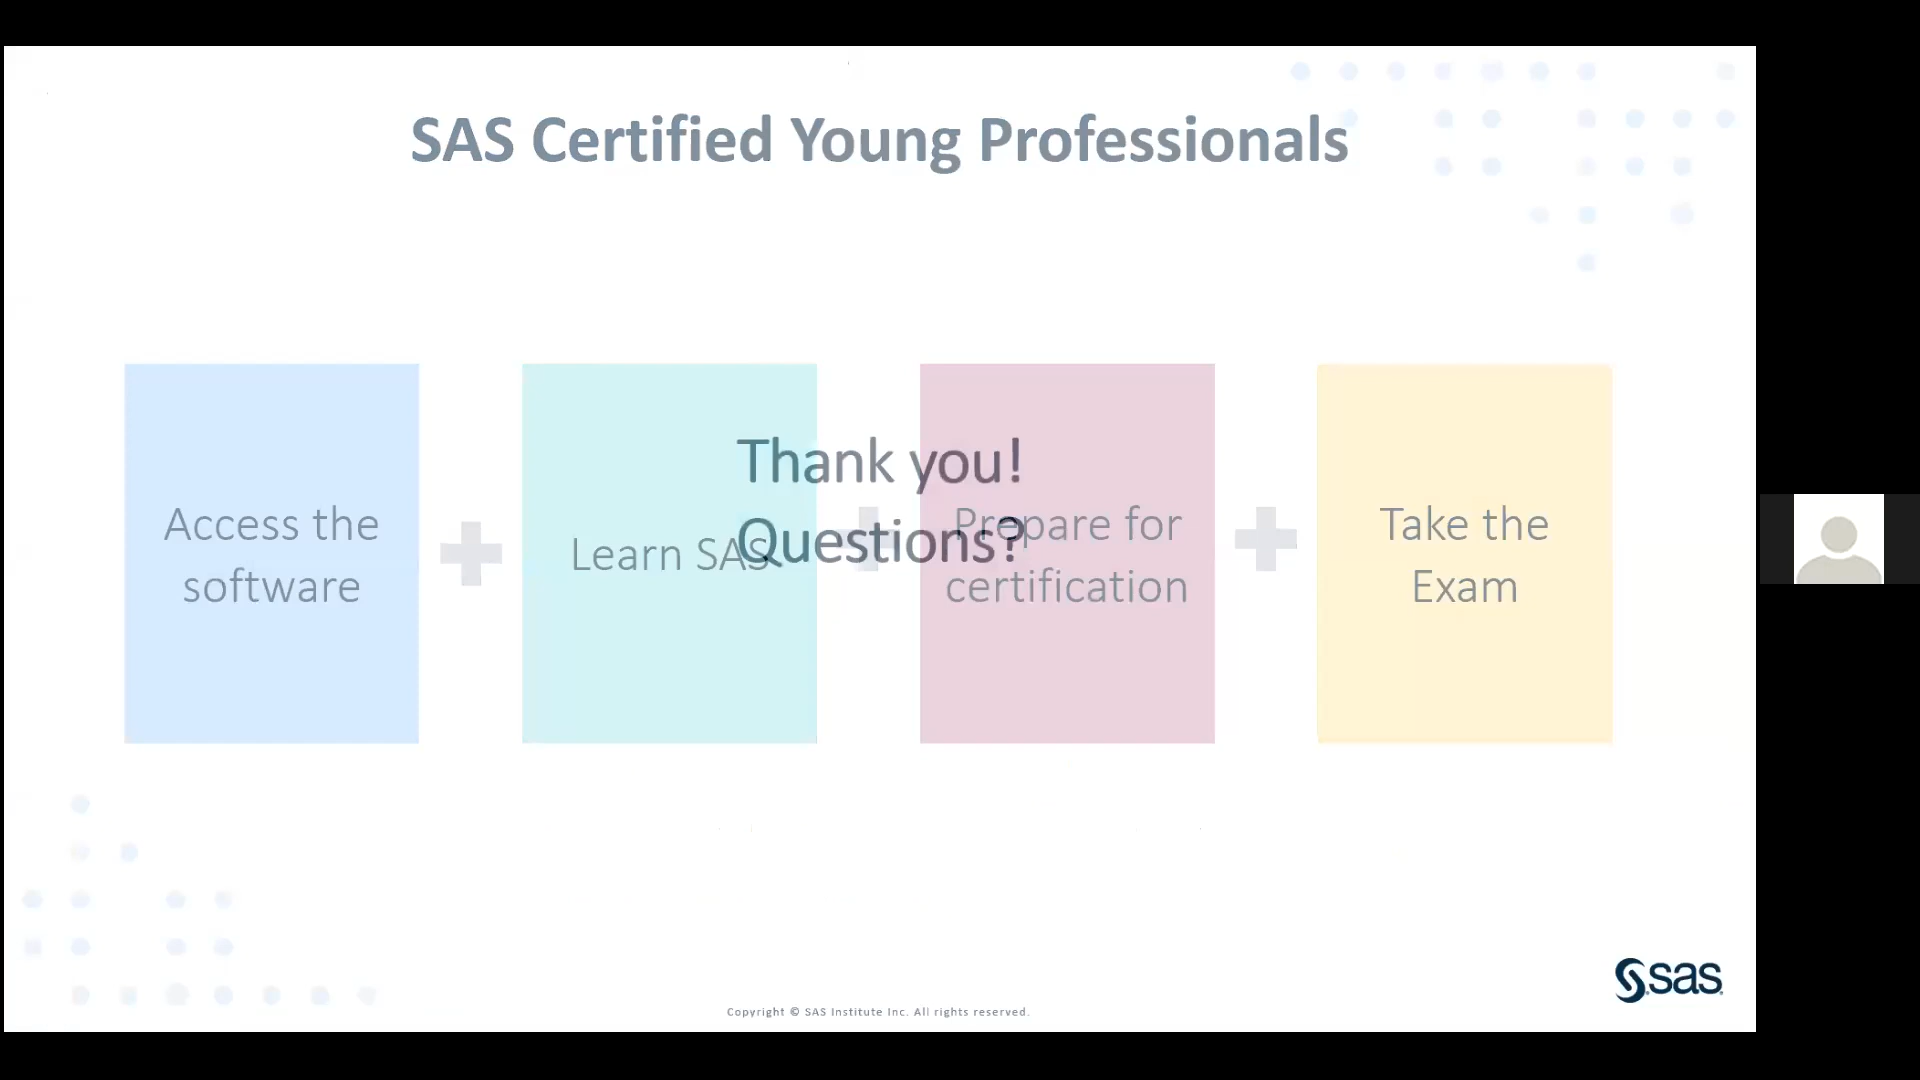 SAS Certified Young Professionals
Thank you!
Questions?
Access the
software
Learn SAS
Prepare for
certification
Take the
Exam
sas
Copyright © SAS Institute Inc. All rights reserved.